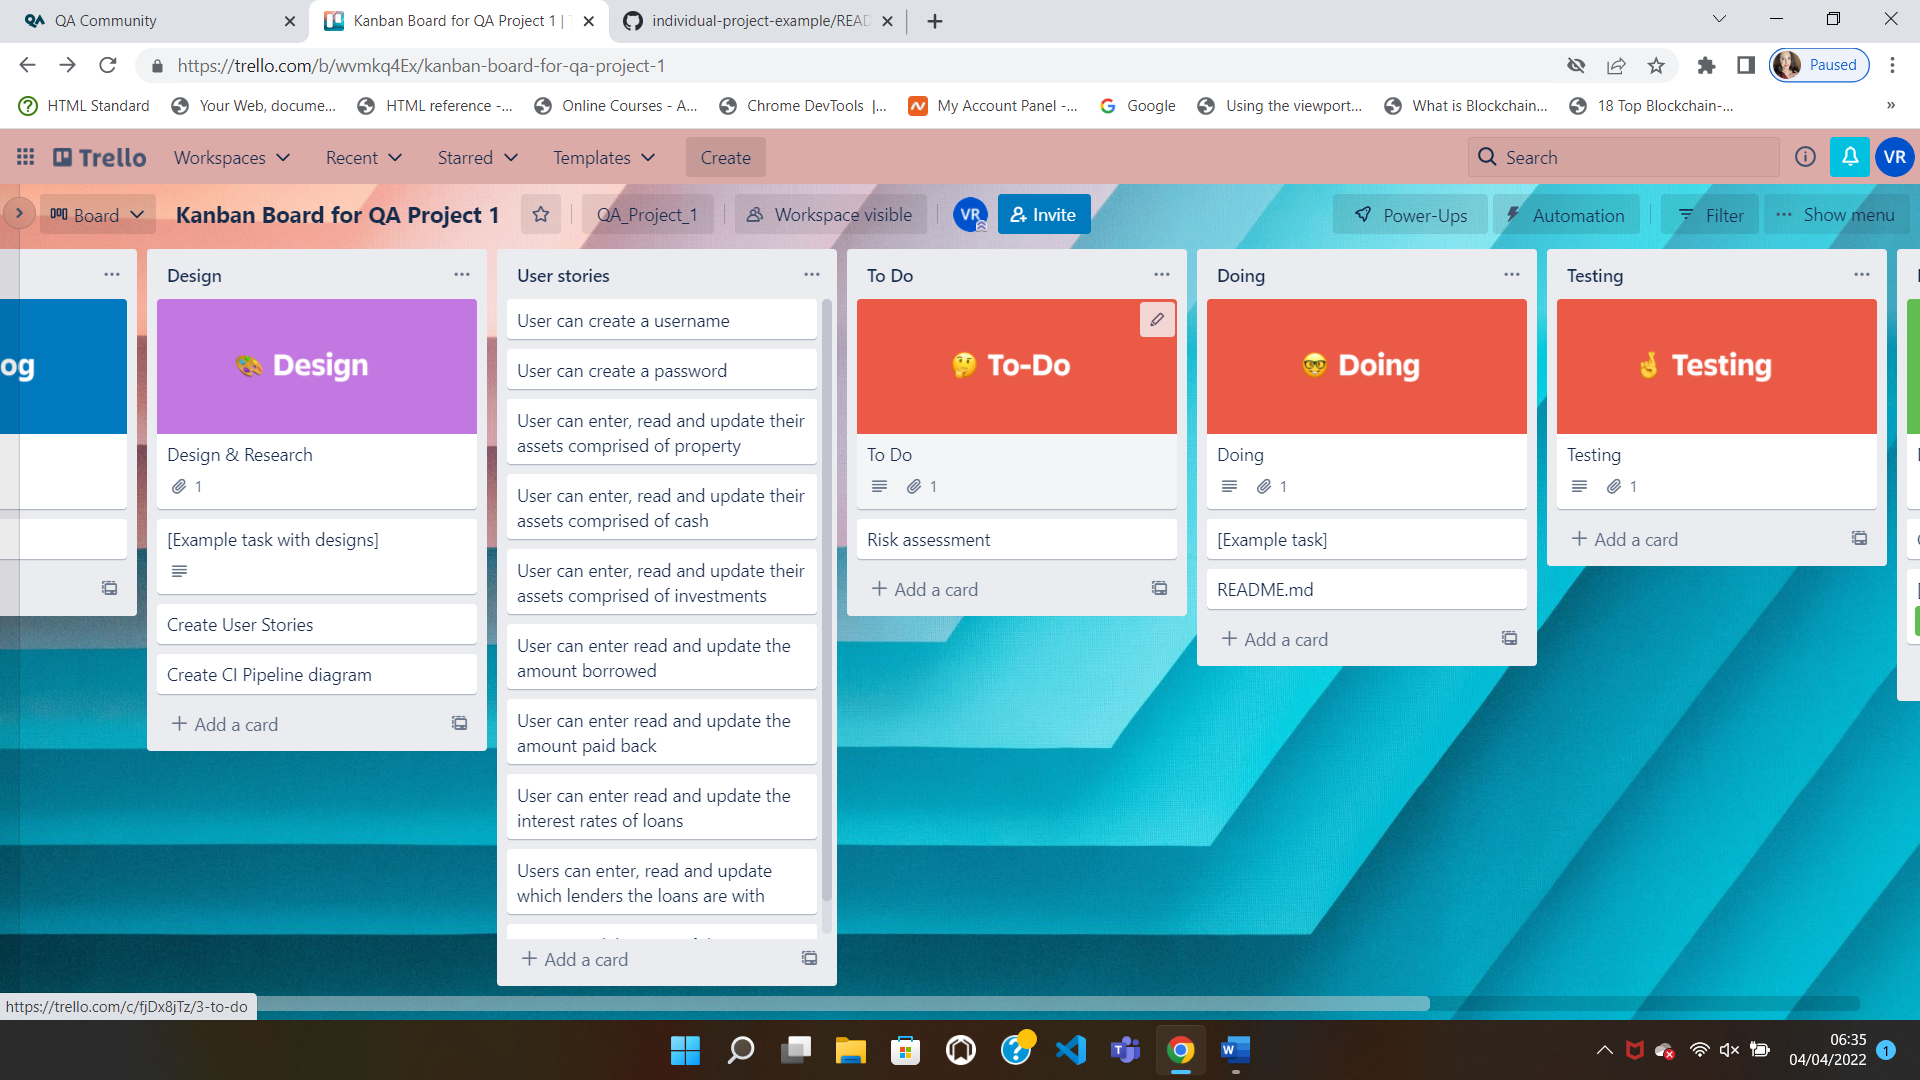 QA Community
Kanban Board for QA Project 1 |
individual-project-example/READ
https://trello.com/b/wvmkq4Ex/kanban-board-for-qa-project-1
Paused
HTML Standard
Your Web, docume...
HTML reference -...
Online Courses - A...
Chrome DevTools |...
My Account Panel -...
Google
Using the viewport...
What is Blockchain...
18 Top Blockchain-...
»
Trello
Workspaces
Recent
Starred
Templates
Create
Search
VR
Board
Kanban Board for QA Project 1
QA_Project_1
Workspace visible
VR
Invite
Power-Ups
Automation
Filter
Show menu
og
Design
Design
Design & Research
1
[Example task with designs]
Create User Stories
Create CI Pipeline diagram
+ Add a card
User stories
User can create a username
User can create a password
User can enter, read and update their
assets comprised of property
User can enter, read and update their
assets comprised of cash
User can enter, read and update their
assets comprised of investments
User can enter read and update the
amount borrowed
User can enter read and update the
amount paid back
User can enter read and update the
interest rates of loans
Users can enter, read and update
which lenders the loans are with
+ Add a card
To Do
🤔 To-Do
To Do
1
Risk assessment
+ Add a card
Doing
🤓 Doing
Doing
1
[Example task]
README.md
+ Add a card
Testing
🤞 Testing
Testing
1
+ Add a card
https://trello.com/c/fjDx8jTz/3-to-do
06:35
04/04/2022
1